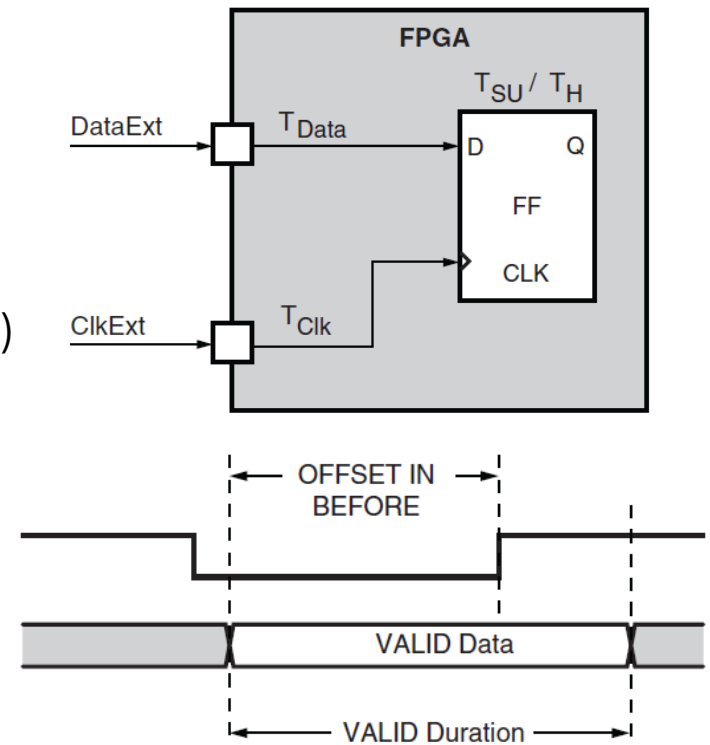 FPGA
TSU / TH
DataExt
TData
D
Q
FF
CLK
)
ClkExt
TClk
OFFSET IN
BEFORE
VALID Data
VALID Duration